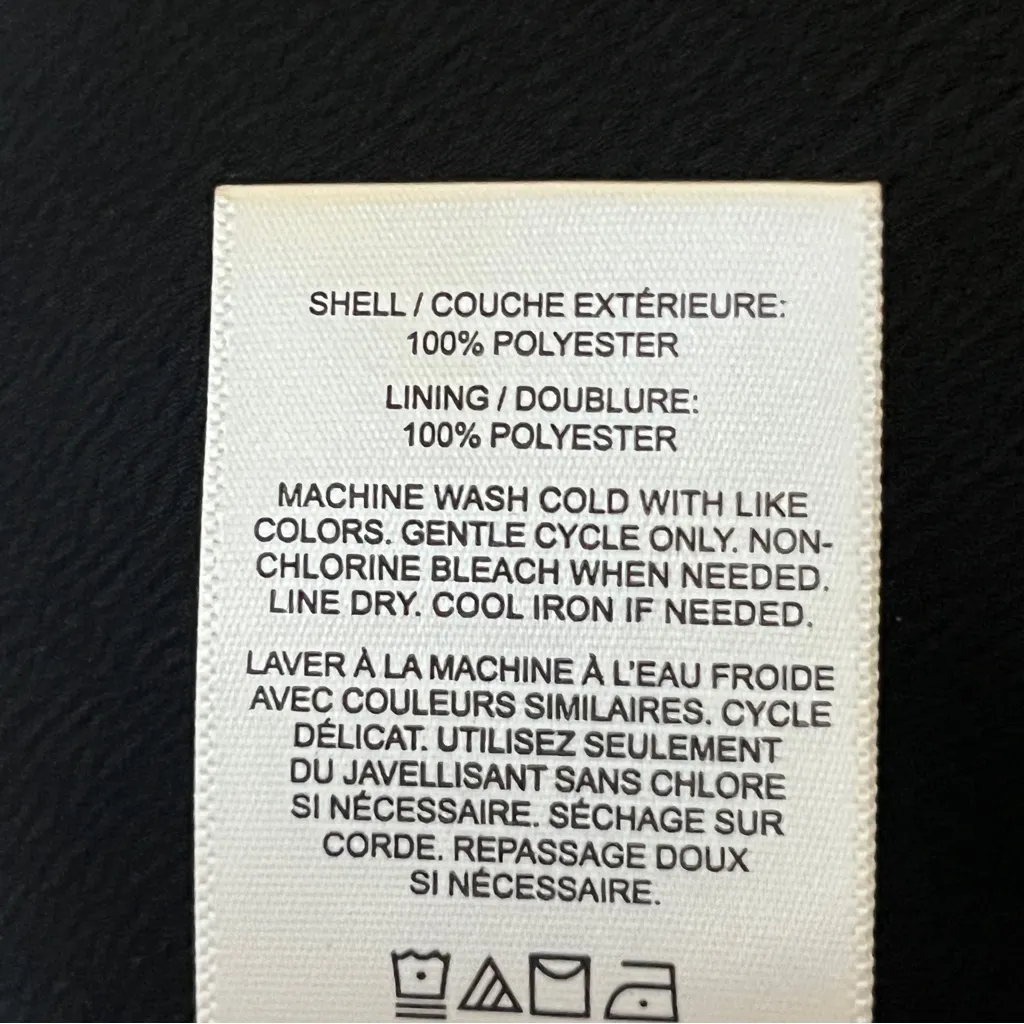 SHELL / COUCHE EXTÉRIEURE:
100% POLYESTER
LINING / DOUBLURE:
100% POLYESTER
MACHINE WASH COLD WITH LIKE
COLORS. GENTLE CYCLE ONLY. NON-
CHLORINE BLEACH WHEN NEEDED.
LINE DRY. COOL IRON IF NEEDED.
LAVER À LA MACHINE À L'EAU FROIDE
AVEC COULEURS SIMILAIRES. CYCLE
DÉLICAT. UTILISEZ SEULEMENT
DU JAVELLISANT SANS CHLORE
SI NÉCESSAIRE. SÉCHAGE SUR
CORDE. REPASSAGE DOUX
SI NÉCESSAIRE.